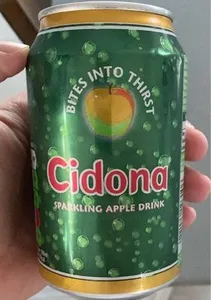 BITES INTO THIRST
Cidona
SPARKLING APPLE DRINK